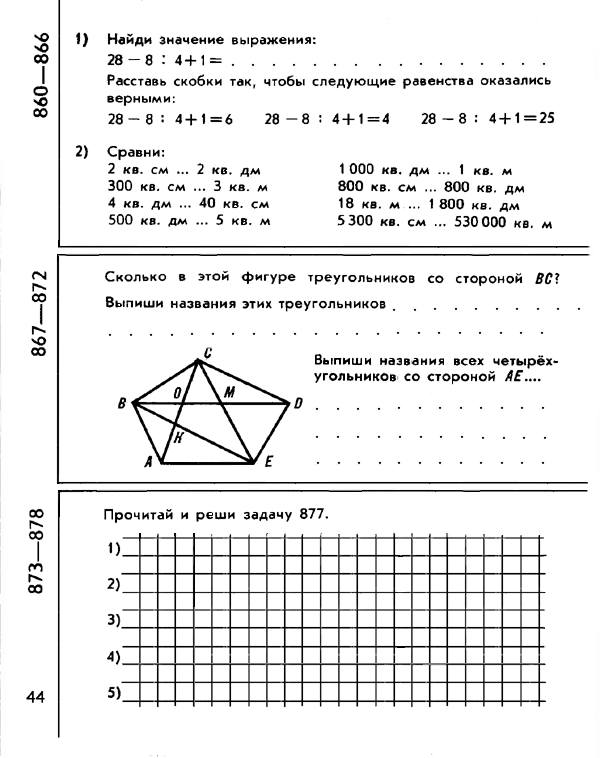 860—866
1) Найди значение выражения:
28 — 8 : 4+1= . . . . . . . . . . . . . . . . . .
Расставь скобки так, чтобы следующие равенства оказались
верными:
28 — 8 : 4+1=6 28 — 8 : 4+1=4 28 — 8 : 4+1=25
2) Сравни:
2 кв. см ... 2 кв. дм 1 000 кв. дм ... 1 кв. м
300 кв. см ... 3 кв. м 800 кв. см ... 800 кв. дм
4 кв. дм ... 40 кв. см 18 кв. м ... 1 800 кв. дм
500 кв. дм ... 5 кв. м 5 300 кв. см ... 530 000 кв. м
867—872
Сколько в этой фигуре треугольников со стороной BC?
Выпиши названия этих треугольников . . . . . . . . . .
Выпиши названия всех четырёх-
угольников со стороной AE....
C
B O M D
K
A E
873—878
Прочитай и реши задачу 877.
1)
2)
3)
4)
5)
44